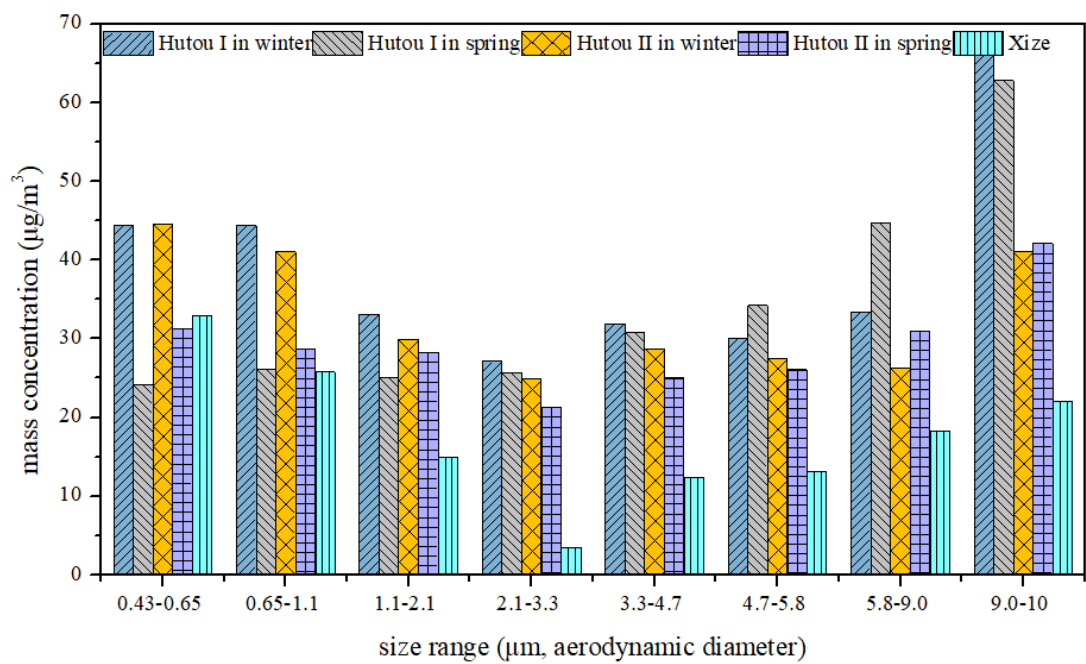 70
Hutou I in winter Hutou I in spring Hutou II in winter Hutou II in spring Xize
60
50
40
30
20
10
0
mass concentration (μg/m³)
0.43-0.65 0.65-1.1 1.1-2.1 2.1-3.3 3.3-4.7 4.7-5.8 5.8-9.0 9.0-10
size range (μm, aerodynamic diameter)